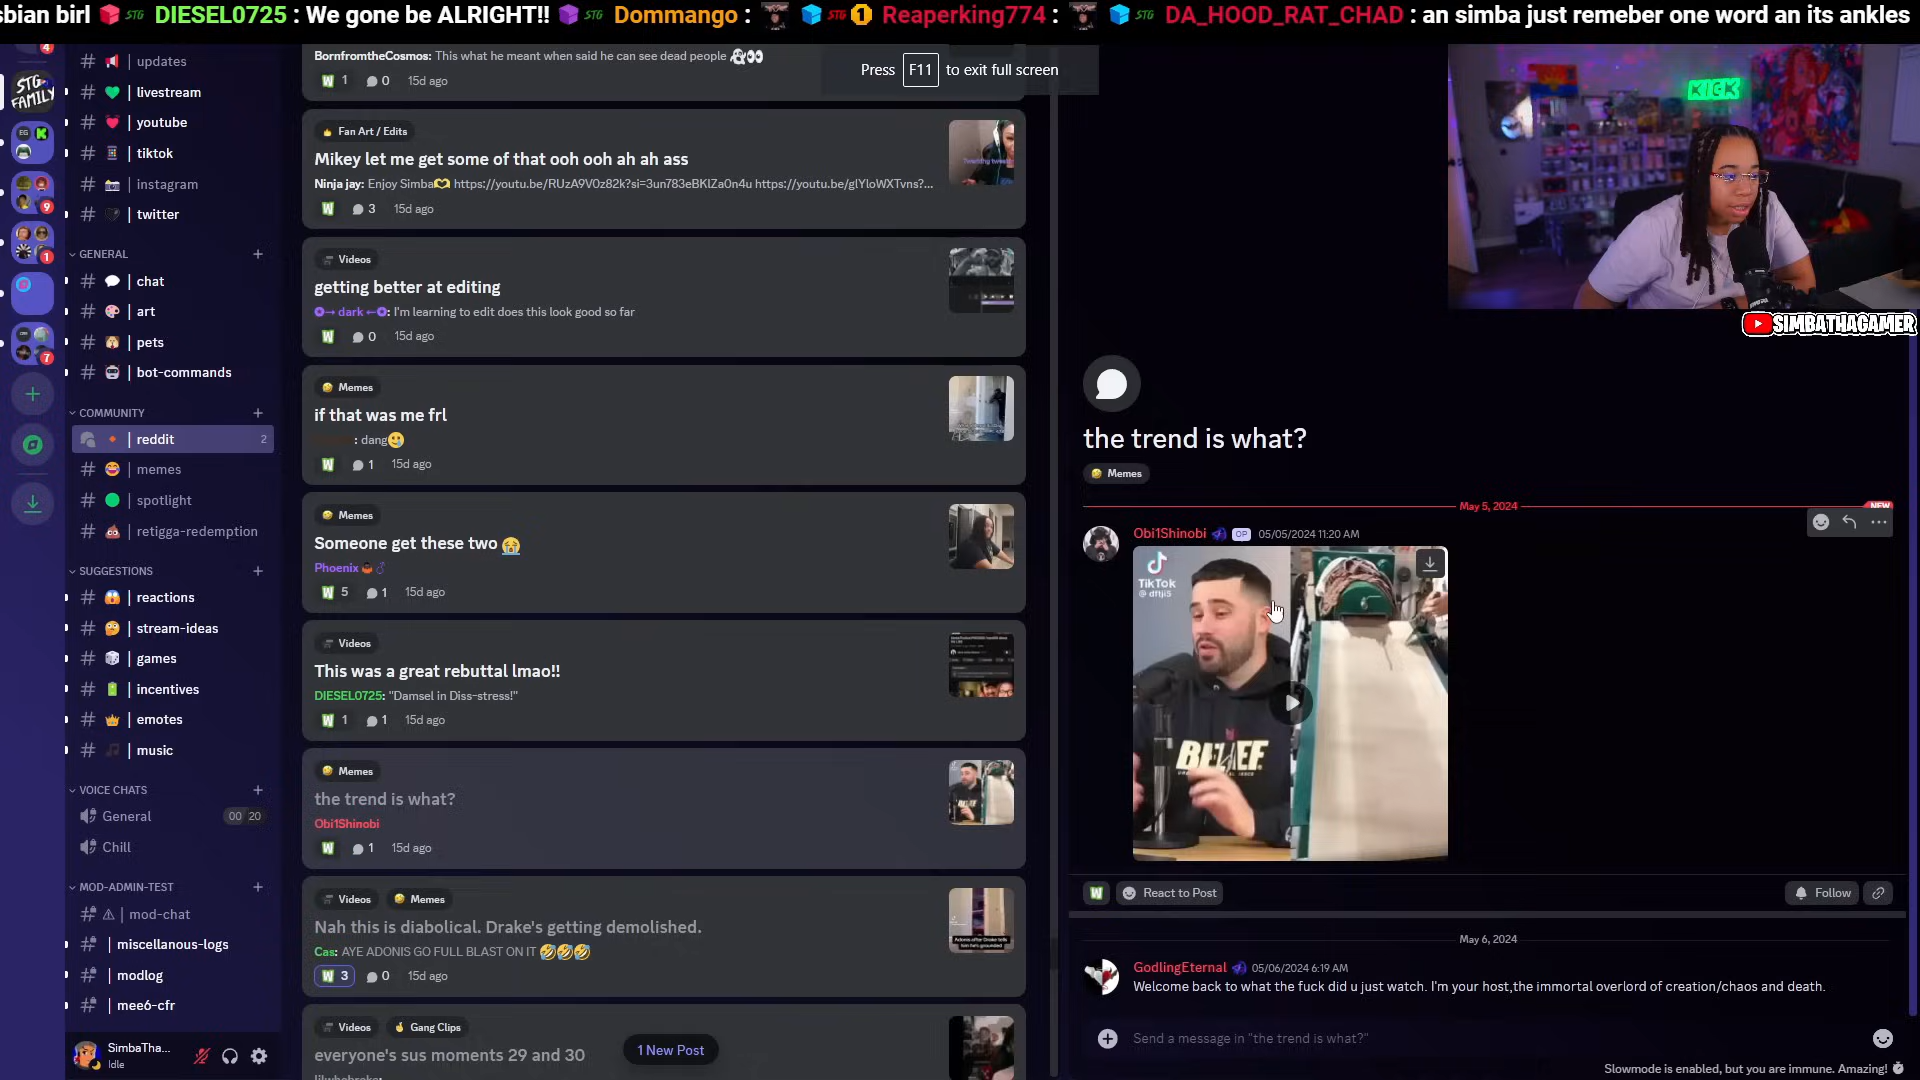 sbian birl STG DIESEL0725 : We gone be ALRIGHT!! STG Dommango : STG 1 Reaperking774 : STG DA_HOOD_RAT_CHAD : an simba just remeber one word an its ankles
4
STG
FAMILY
EG
9
1
7
updates
livestream
youtube
tiktok
instagram
twitter
GENERAL
chat
art
pets
bot-commands
COMMUNITY
reddit 2
memes
spotlight
retigga-redemption
SUGGESTIONS
reactions
stream-ideas
games
incentives
emotes
music
VOICE CHATS
General 00 20
Chill
MOD-ADMIN-TEST
mod-chat
miscellanous-logs
modlog
mee6-cfr
SimbaTha...
Idle
BornfromtheCosmos: This what he meant when said he can see dead people
W 1 0 15d ago
Fan Art / Edits
Mikey let me get some of that ooh ooh ah ah ass
Ninja jay: Enjoy Simba https://youtu.be/RUzA9V0z82k?si=3un783eBKlZa0n4u https://youtu.be/glYloWXTvns?...
W 3 15d ago
Videos
getting better at editing
dark : I'm learning to edit does this look good so far
W 0 15d ago
Memes
if that was me frl
: dang
W 1 15d ago
Memes
Someone get these two
Phoenix
W 5 1 15d ago
Videos
This was a great rebuttal lmao!!
DIESEL0725: "Damsel in Diss-stress!"
W 1 1 15d ago
Memes
the trend is what?
Obi1Shinobi
W 1 15d ago
Videos Memes
Nah this is diabolical. Drake's getting demolished.
Cas: AYE ADONIS GO FULL BLAST ON IT
W 3 0 15d ago
Videos Gang Clips
everyone's sus moments 29 and 30
1 New Post
Press F11 to exit full screen
KICK
SIMBATHAGAMER
the trend is what?
Memes
May 5, 2024
NEW
Obi1Shinobi OP 05/05/2024 11:20 AM
TikTok
@ dftji5
BELIEF
W React to Post
Follow
May 6, 2024
GodlingEternal 05/06/2024 6:19 AM
Welcome back to what the fuck did u just watch. I'm your host,the immortal overlord of creation/chaos and death.
Send a message in "the trend is what?"
Slowmode is enabled, but you are immune. Amazing!